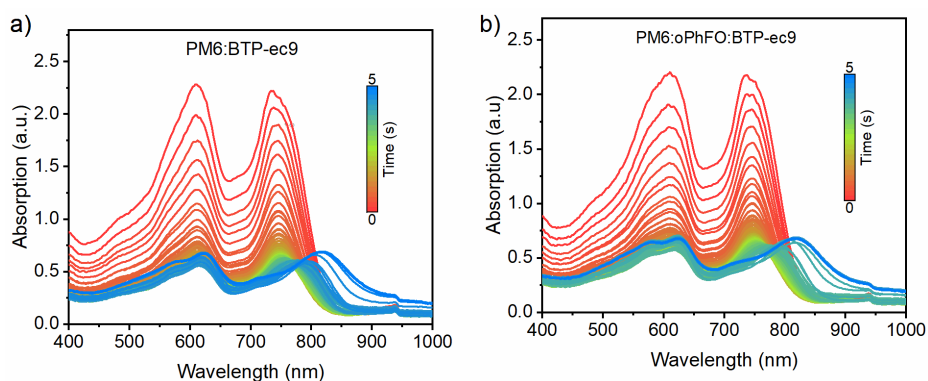 a)
PM6:BTP-ec9
2.5
2.0
1.5
1.0
0.5
0.0
Absorption (a.u.)
5
Time (s)
0
400 500 600 700 800 900 1000
Wavelength (nm)
b)
PM6:oPhFO:BTP-ec9
2.5
2.0
1.5
1.0
0.5
0.0
Absorption (a.u)
5
Time (s)
0
400 500 600 700 800 900 1000
Wavelength (nm)